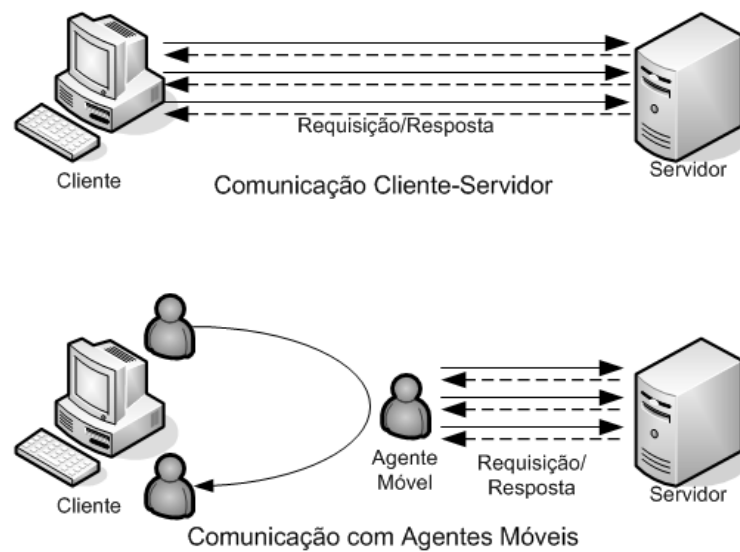 Requisição/Resposta
Cliente
Servidor
Comunicação Cliente-Servidor
Agente
Móvel
Requisição/
Resposta
Cliente
Servidor
Comunicação com Agentes Móveis